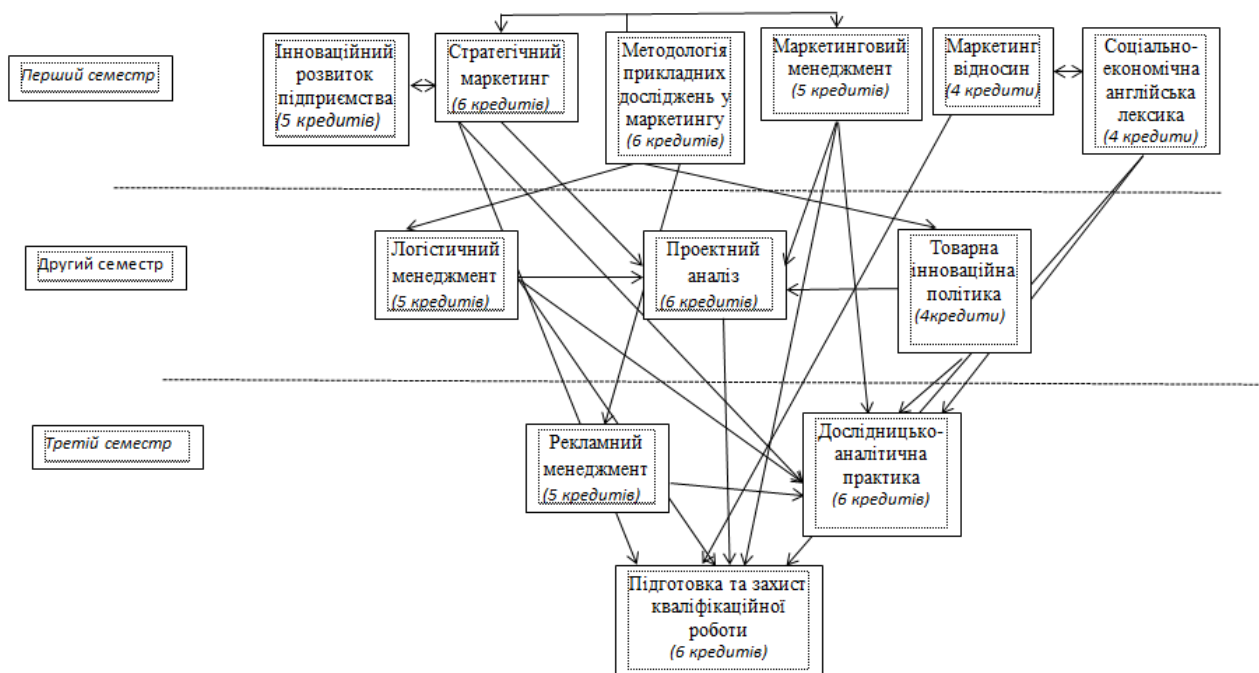 Перший семестр
Інноваційний
розвиток
підприємства
(5 кредитів)
Стратегічний
маркетинг
(6 кредитів)
Методологія
прикладних
досліджень у
маркетингу
(6 кредитів)
Маркетинговий
менеджмент
(5 кредитів)
Маркетинг
відносин
(4 кредити)
Соціально-
економічна
англійська
лексика
(4 кредити)
Другий семестр
Логістичний
менеджмент
(5 кредитів)
Проектний
аналіз
(6 кредитів)
Товарна
інноваційна
політика
(4кредити)
Третій семестр
Рекламний
менеджмент
(5 кредитів)
Дослідницько-
аналітична
практика
(6 кредитів)
Підготовка та захист
кваліфікаційної
роботи
(6 кредитів)